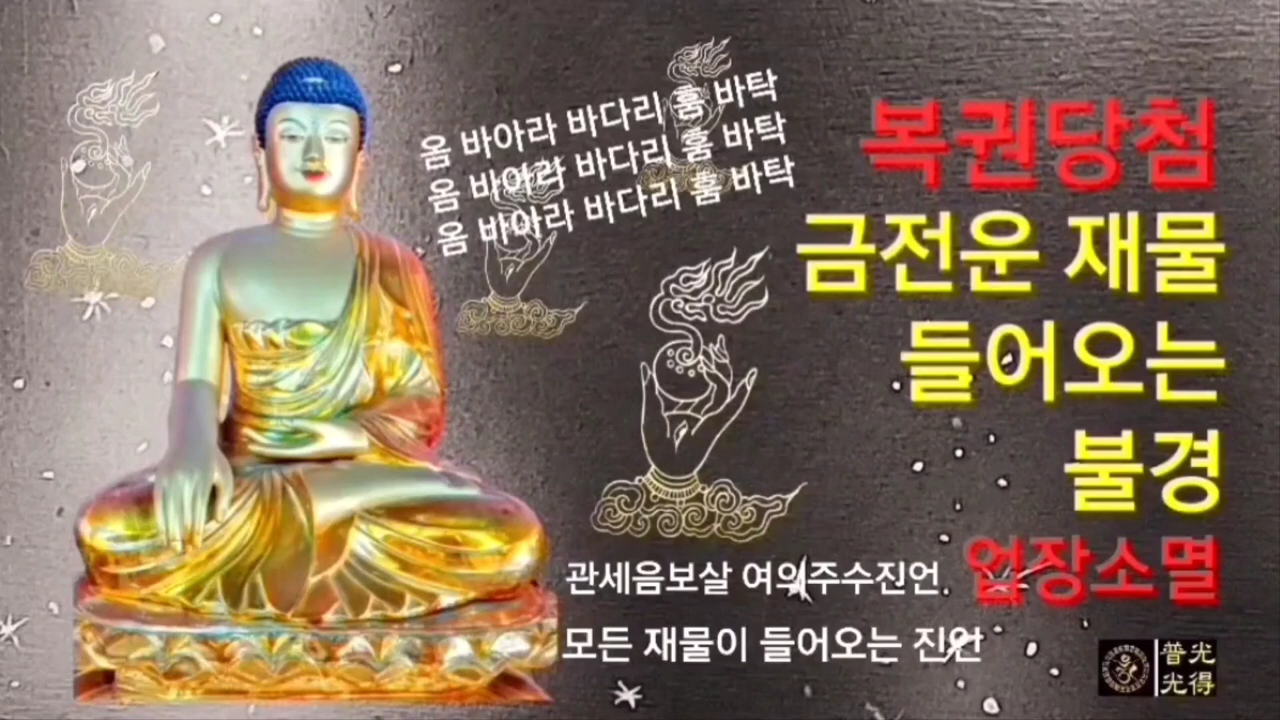 옴 바아라 바다리 훔 바탁
옴 바아라 바다리 훔 바탁
옴 바아라 바다리 훔 바탁
복권당첨
금전운 재물
들어오는
불경
업장소멸
관세음보살 여의주수진언.
모든 재물이 들어오는 진언
普光
光得